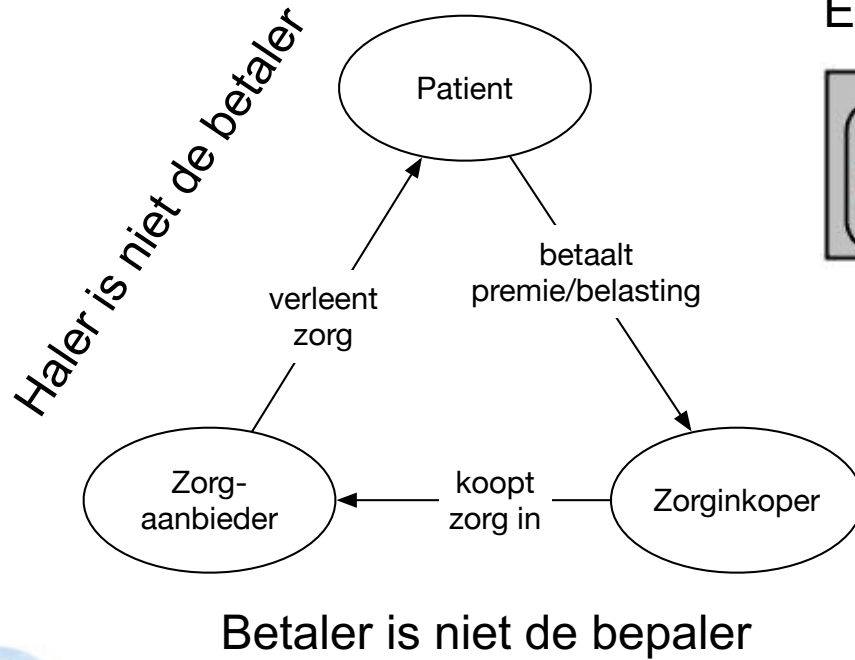 E
Haler is niet de betaler
Patient
betaalt
premie/belasting
verleent
zorg
Zorg-
aanbieder
koopt
zorg in
Zorginkoper
Betaler is niet de bepaler